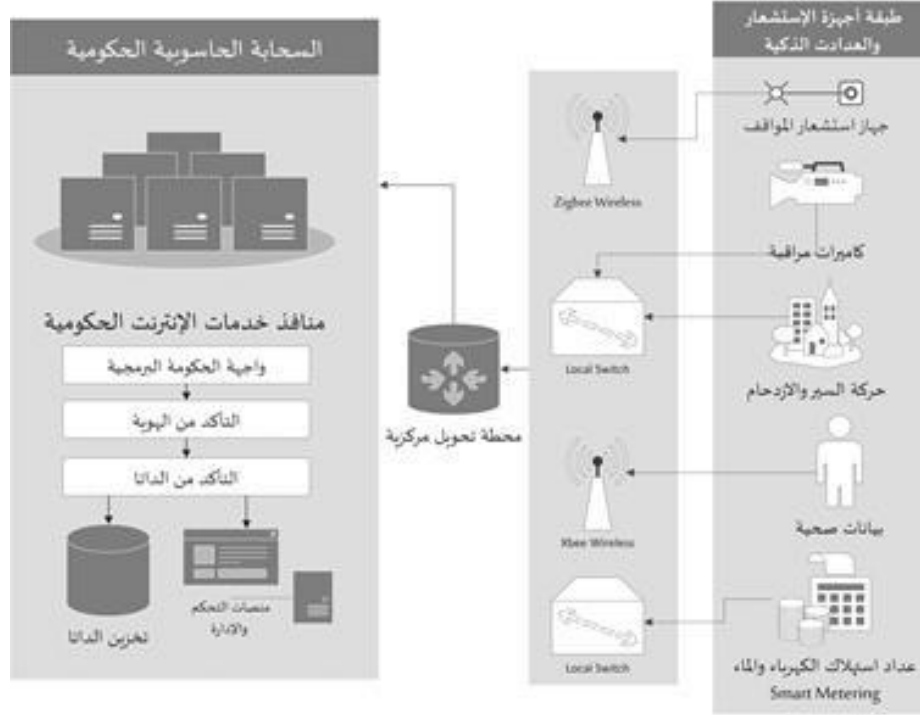 طبقة أجهزة الإستشعار
والعدادت الذكية
جهاز استشعار المواقف
كاميرات مراقبة
حركة السير والازدحام
بيانات صحية
عداد استهلاك الكهرباء والماء
Smart Metering
Zigbee Wireless
Local Switch
Xbee Wireless
Local Switch
محطة تحويل مركزية
السحابة الحاسوبية الحكومية
منافذ خدمات الإنترنت الحكومية
واجهة الحكومة البرمجية
التأكد من الهوية
التأكد من الداتا
منصات التحكم
والإدارة
تخزين الداتا